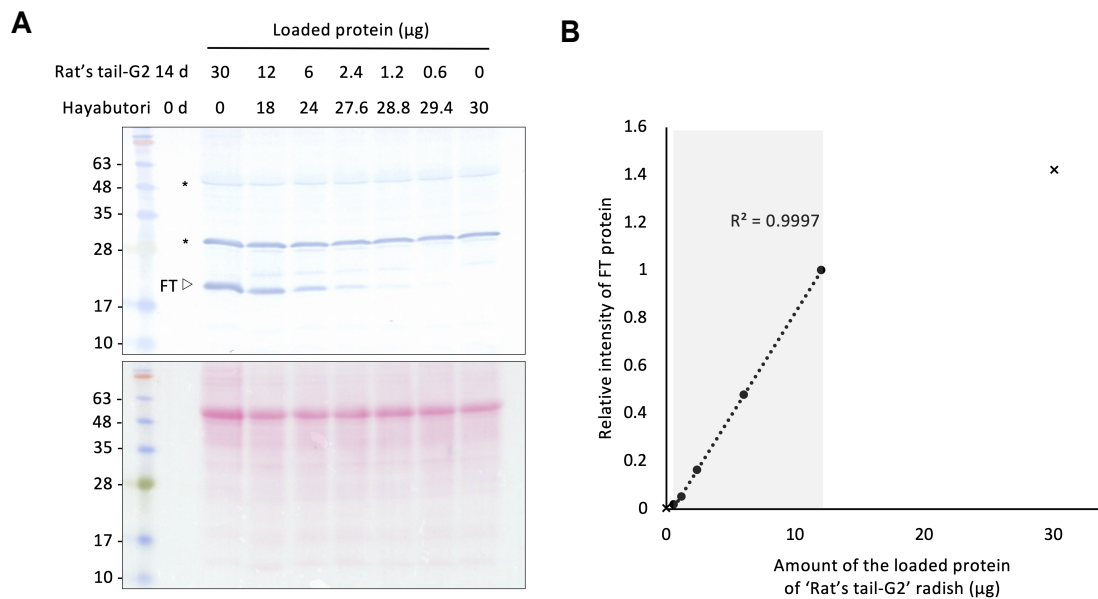 A
Loaded protein (µg)
Rat's tail-G2 14 d 30 12 6 2.4 1.2 0.6 0
Hayabutori 0 d 0 18 24 27.6 28.8 29.4 30
63
48
*
35
*
28
FT
17
10
63
48
35
28
17
10
B
1.6
1.4
1.2
R² = 0.9997
1
0.8
0.6
0.4
0.2
0
0 10 20 30
Relative intensity of FT protein
Amount of the loaded protein
of 'Rat's tail-G2' radish (µg)